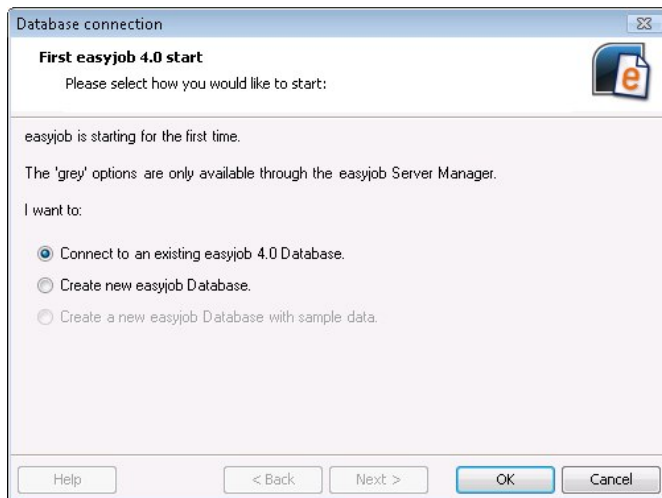 Database connection
First easyjob 4.0 start
Please select how you would like to start:
e
easyjob is starting for the first time.
The 'grey' options are only available through the easyjob Server Manager.
I want to:
Connect to an existing easyjob 4.0 Database.
Create new easyjob Database.
Create a new easyjob Database with sample data.
Help < Back Next > OK Cancel